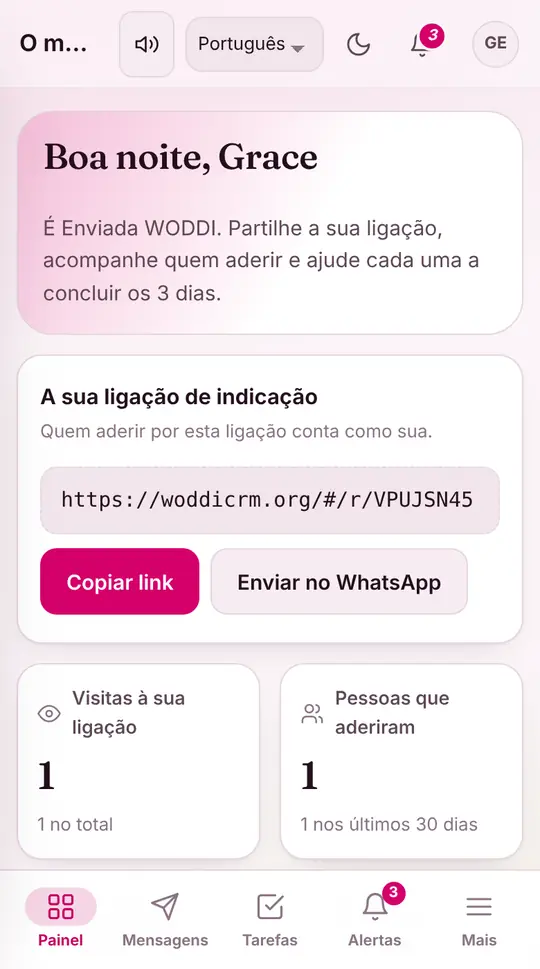 O m...
Português
3
GE
Boa noite, Grace
É Enviada WODDI. Partilhe a sua ligação,
acompanhe quem aderir e ajude cada uma a
concluir os 3 dias.
A sua ligação de indicação
Quem aderir por esta ligação conta como sua.
https://woddicrm.org/#/r/VPUJSN45
Copiar link
Enviar no WhatsApp
Visitas à sua
ligação
1
1 no total
Pessoas que
aderiram
1
1 nos últimos 30 dias
Painel
Mensagens
Tarefas
3
Alertas
Mais